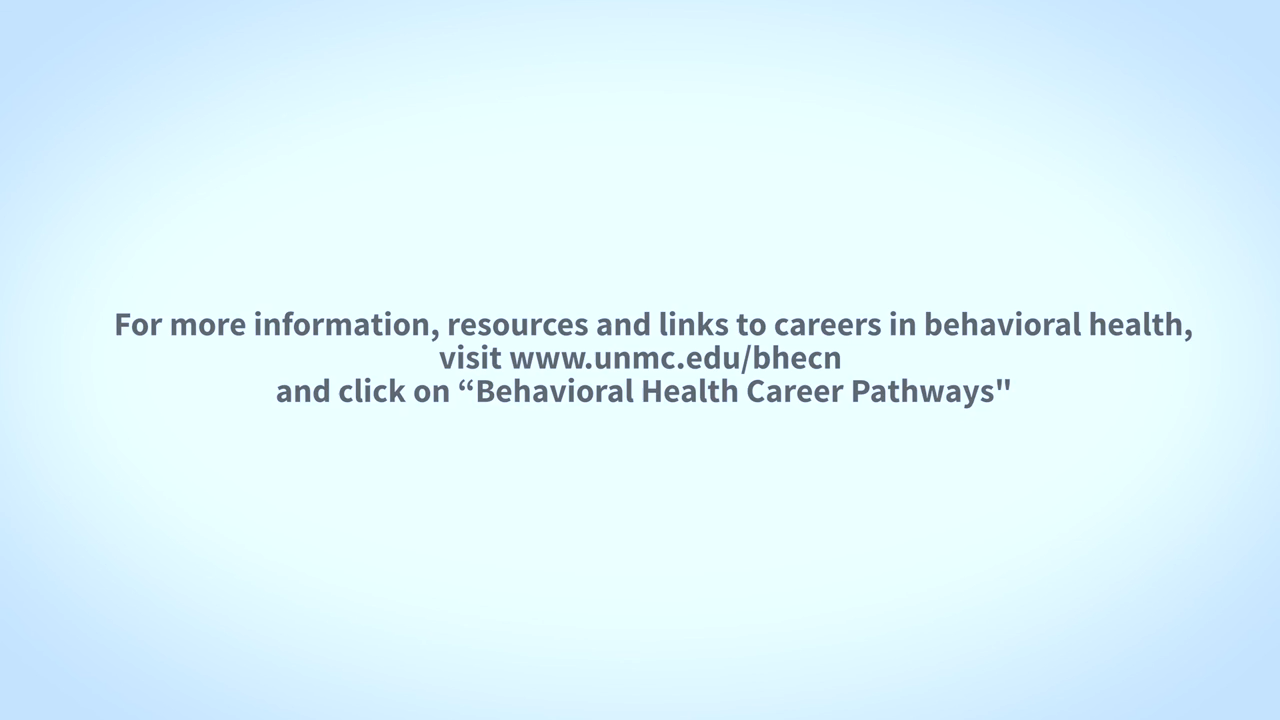 For more information, resources and links to careers in behavioral health,
visit www.unmc.edu/bhecn
and click on “Behavioral Health Career Pathways"